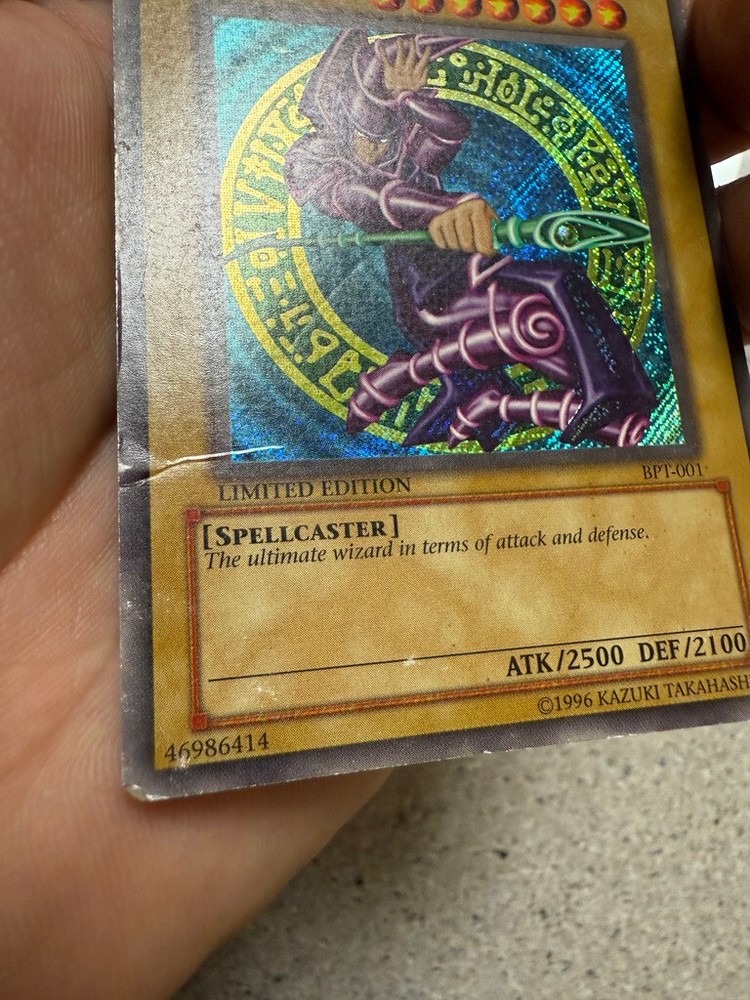 LIMITED EDITION
BPT-001
[SPELLCASTER]
The ultimate wizard in terms of attack and defense.
ATK/2500 DEF/2100
©1996 KAZUKI TAKAHASH
46986414